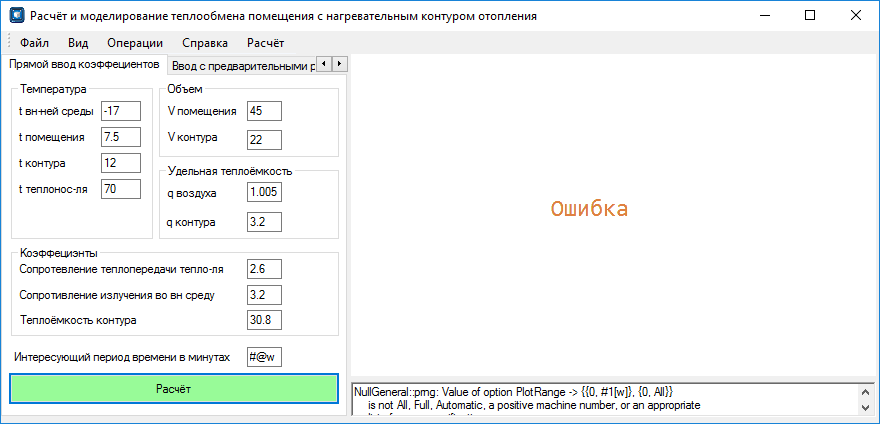 Расчёт и моделирование теплообмена помещения с нагревательным контуром отопления
Файл Вид Операции Справка Расчёт
Прямой ввод коэффециентов Ввод с предварительными р
Температура
t вн-ней среды -17
t помещения 7.5
t контура 12
t теплонос-ля 70
Объем
V помещения 45
V контура 22
Удельная теплоёмкость
q воздуха 1.005
q контура 3.2
Коэффециэнты
Сопротевление теплопередачи тепло-ля 2.6
Сопротивление излучения во вн среду 3.2
Теплоёмкость контура 30.8
Интересующий период времени в минутах #@w
Расчёт
Ошибка
NullGeneral::prng: Value of option PlotRange -> {{0, #1[w]}, {0, All}}
is not All, Full, Automatic, a positive machine number, or an appropriate